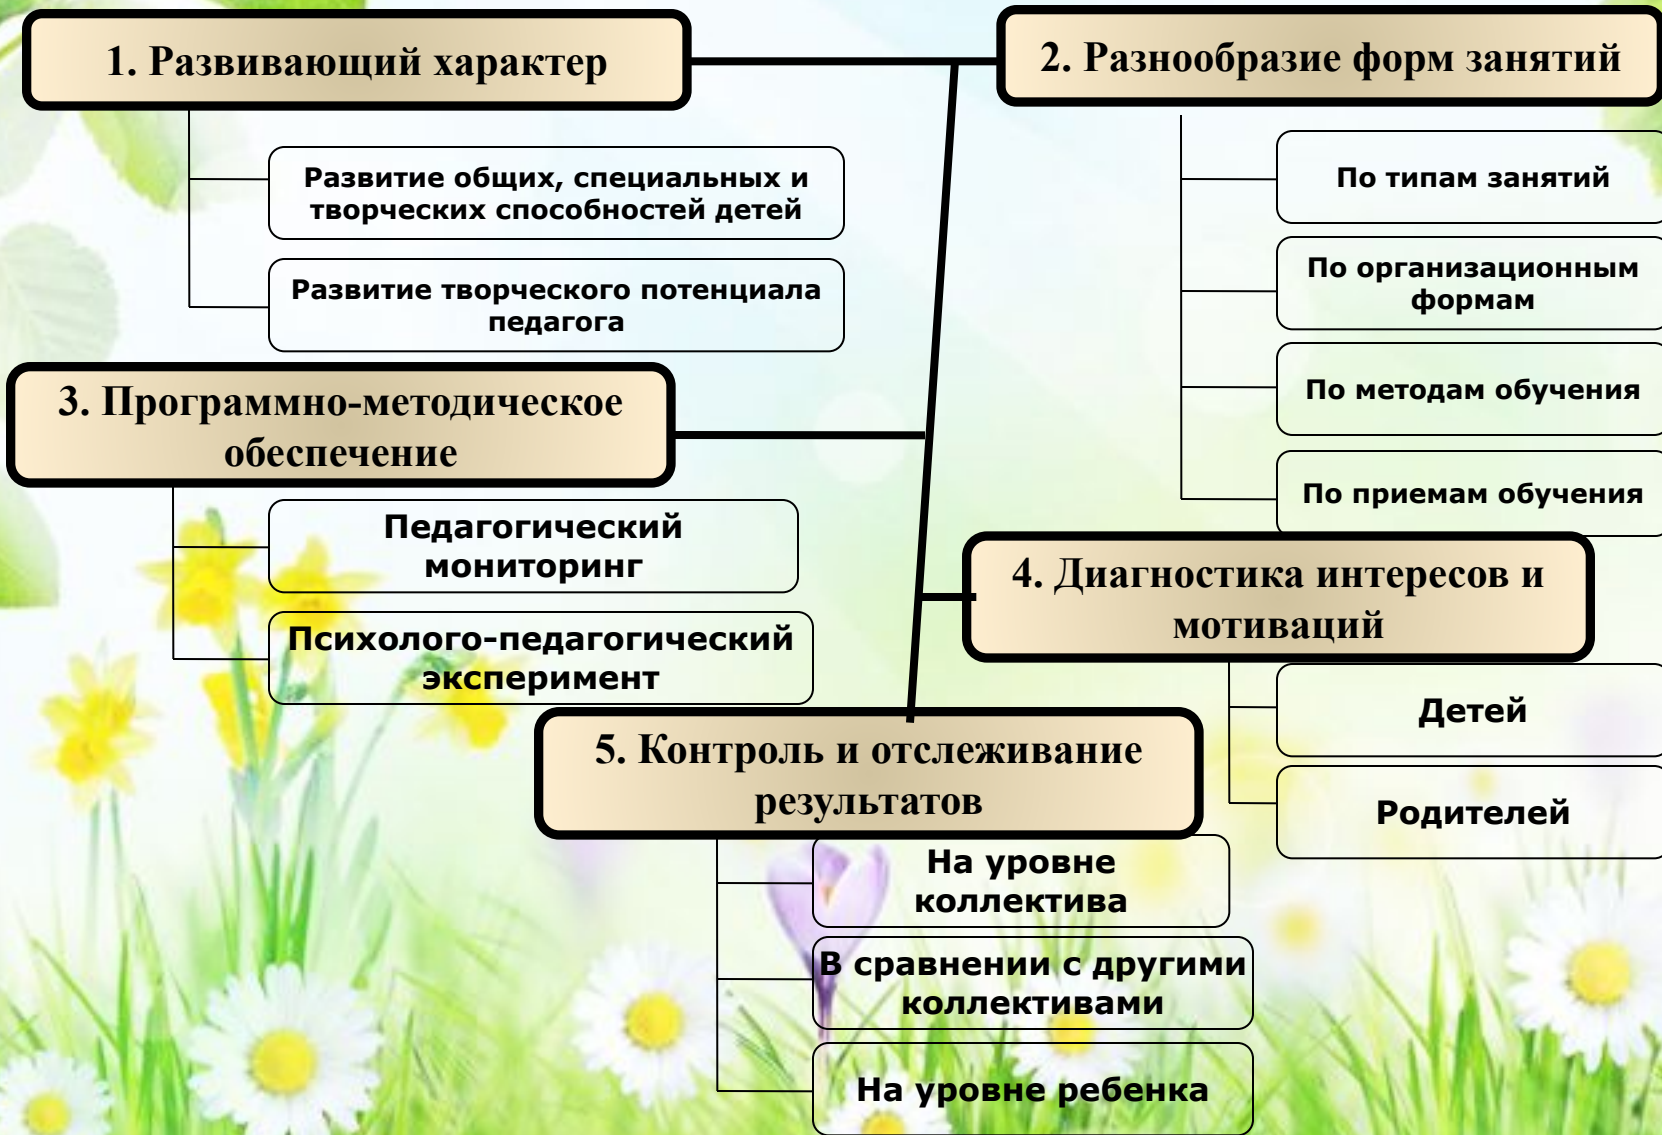 1. Развивающий характер
Развитие общих, специальных и
творческих способностей детей
Развитие творческого потенциала
педагога
2. Разнообразие форм занятий
По типам занятий
По организационным
формам
По методам обучения
По приемам обучения
3. Программно-методическое
обеспечение
Педагогический
мониторинг
Психолого-педагогический
эксперимент
4. Диагностика интересов и
мотиваций
Детей
Родителей
5. Контроль и отслеживание
результатов
На уровне
коллектива
В сравнении с другими
коллективами
На уровне ребенка